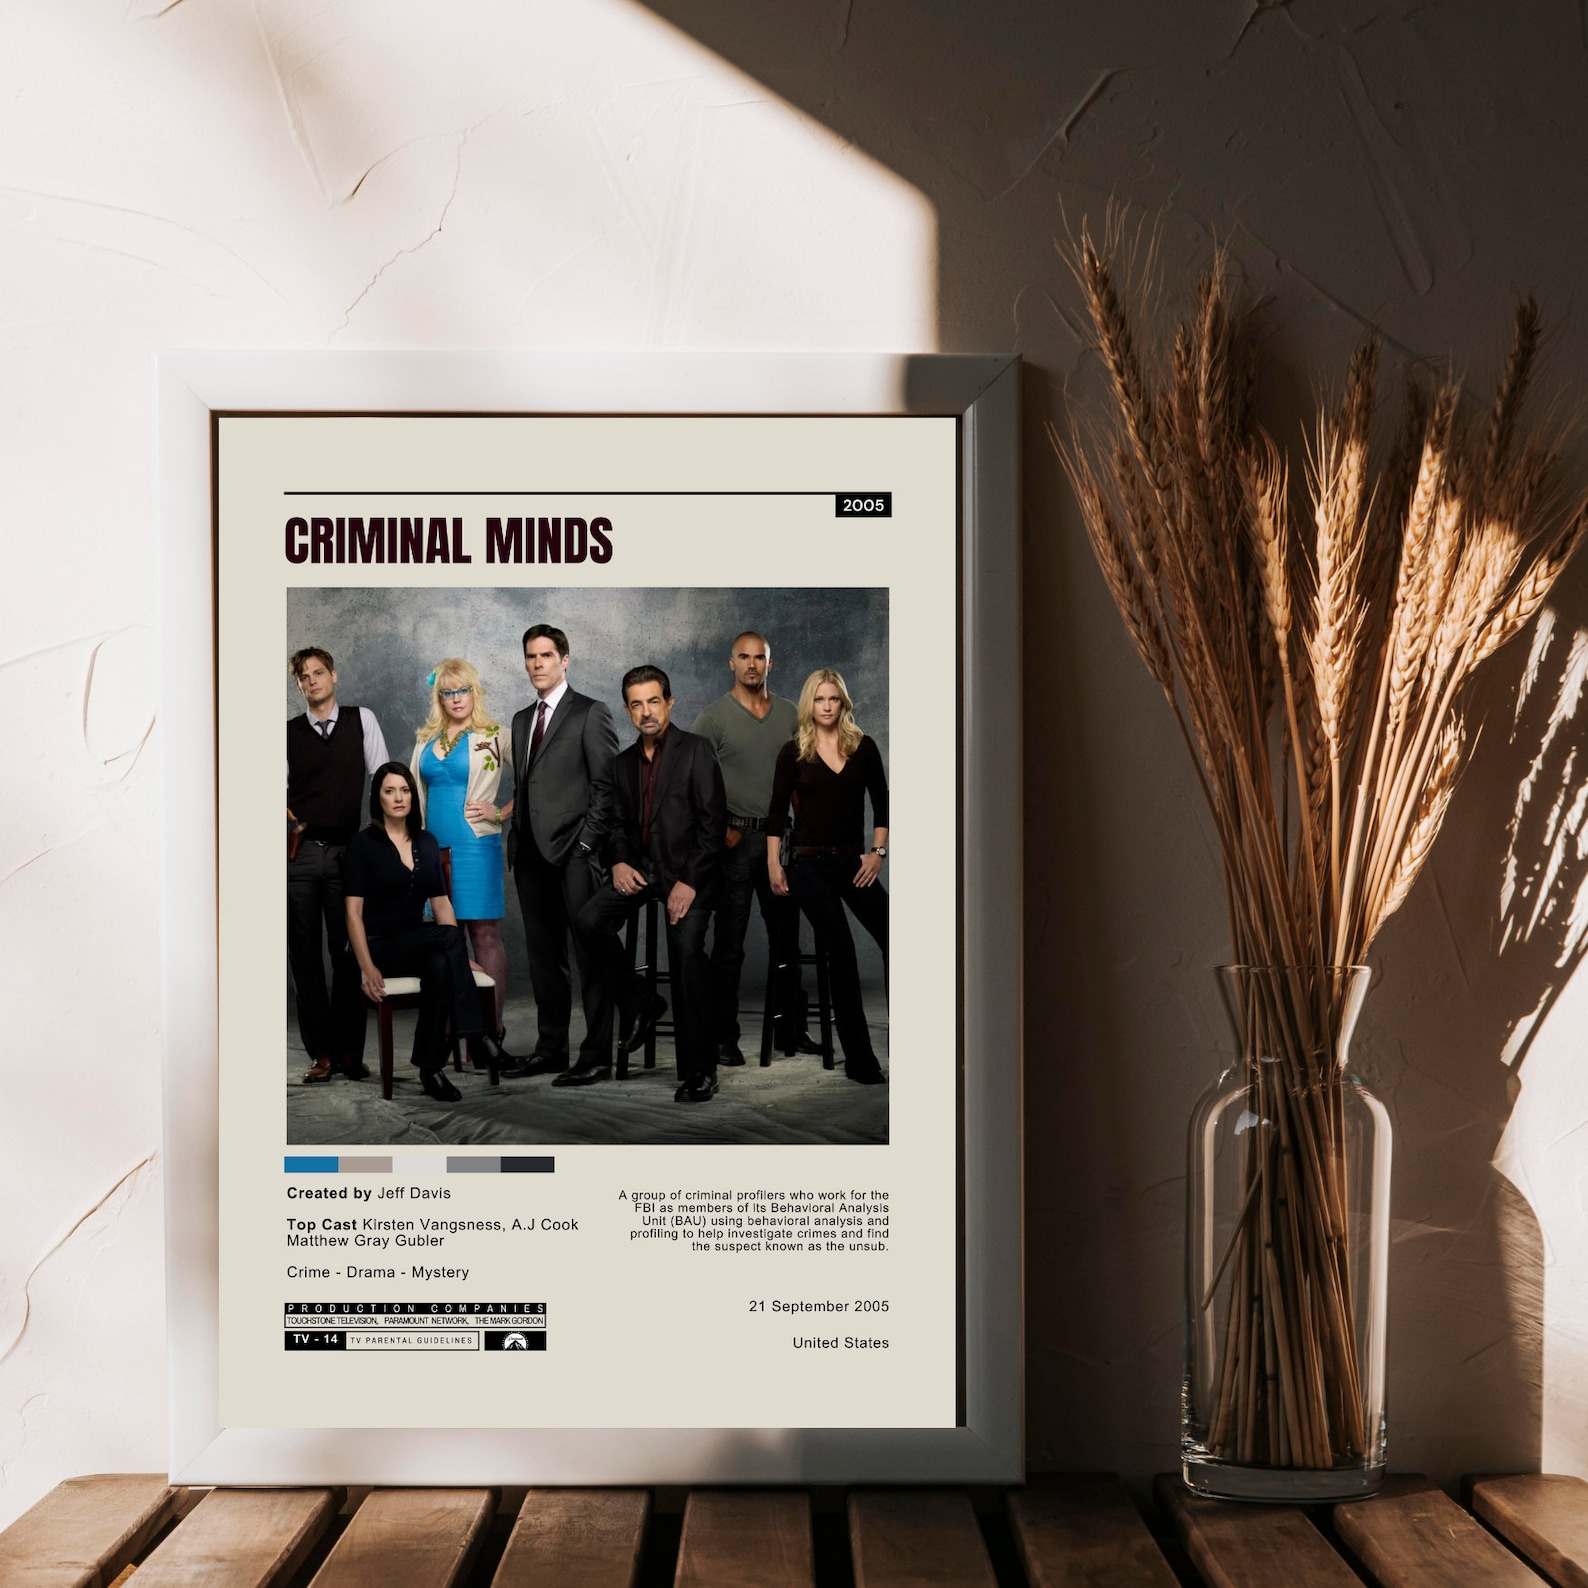 2005
CRIMINAL MINDS
Created by Jeff Davis
Top Cast Kirsten Vangsness, A.J Cook
Matthew Gray Gubler
Crime - Drama - Mystery
PRODUCTION COMPANIES
TOUCHSTONE TELEVISION, PARAMOUNT NETWORK, THE MARK GORDON
TV - 14 TV PARENTAL GUIDELINES
A group of criminal profilers who work for the
FBI as members of its Behavioral Analysis
Unit (BAU) using behavioral analysis and
profiling to help investigate crimes and find
the suspect known as the unsub.
21 September 2005
United States